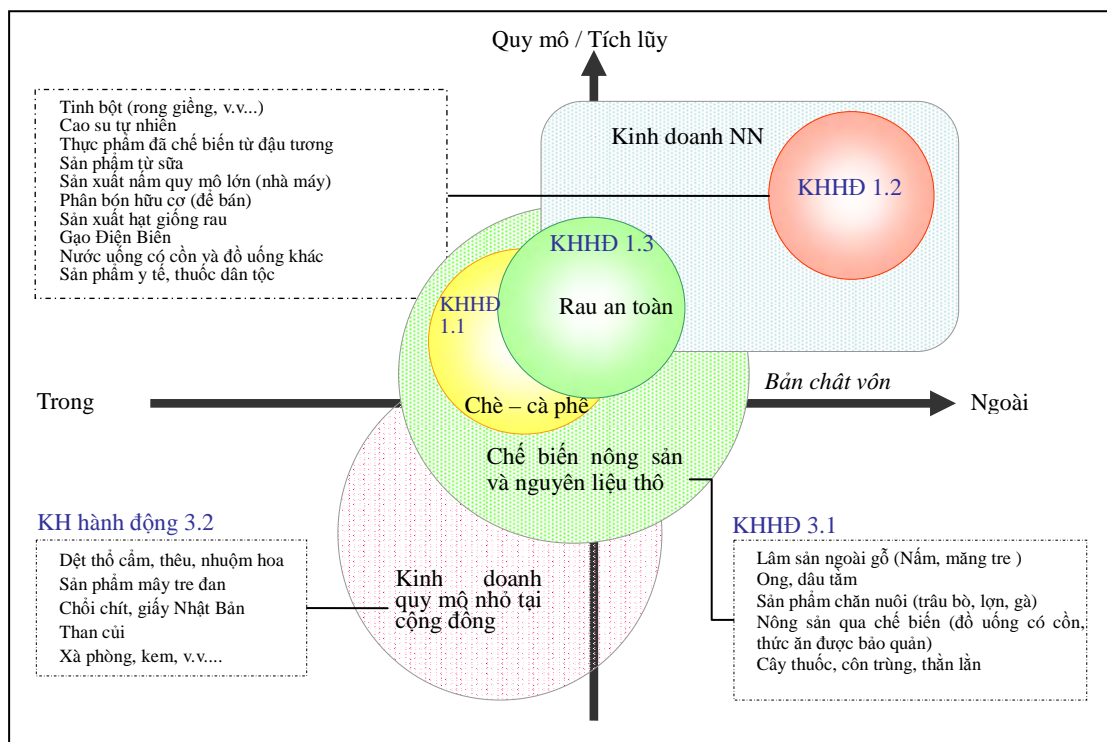 Quy mô / Tích lũy
Tinh bột (rong giềng, v.v...)
Cao su tự nhiên
Thực phẩm đã chế biến từ đậu tương
Sản phẩm từ sữa
Sản xuất nấm quy mô lớn (nhà máy)
Phân bón hữu cơ (để bán)
Sản xuất hạt giống rau
Gạo Điện Biên
Nước uống có cồn và đồ uống khác
Sản phẩm y tế, thuốc dân tộc
Kinh doanh NN
KHHĐ 1.2
KHHĐ 1.3
Rau an toàn
KHHĐ
1.1
Chè – cà phê
Trong
Bản chất vốn
Ngoài
Chế biến nông sản
và nguyên liệu thô
KH hành động 3.2
Dệt thổ cẩm, thêu, nhuộm hoa
Sản phẩm mây tre đan
Chổi chít, giấy Nhật Bản
Than củi
Xà phòng, kem, v.v....
Kinh doanh
quy mô nhỏ tại
cộng đồng
KHHĐ 3.1
Lâm sản ngoài gỗ (Nấm, măng tre )
Ong, dâu tằm
Sản phẩm chăn nuôi (trâu bò, lợn, gà)
Nông sản qua chế biến (đồ uống có cồn,
thức ăn được bảo quản)
Cây thuốc, côn trùng, thằn lằn